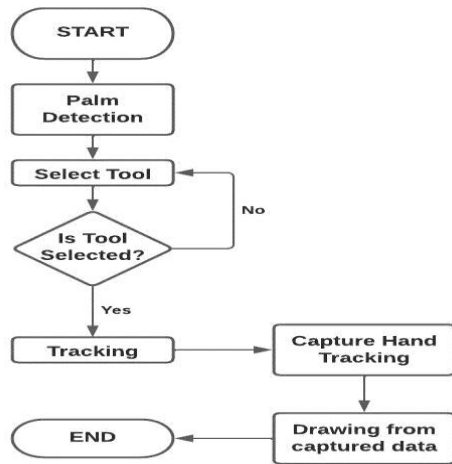 START
Palm
Detection
Select Tool
No
Is Tool
Selected?
Yes
Tracking
Capture Hand
Tracking
Drawing from
captured data
END